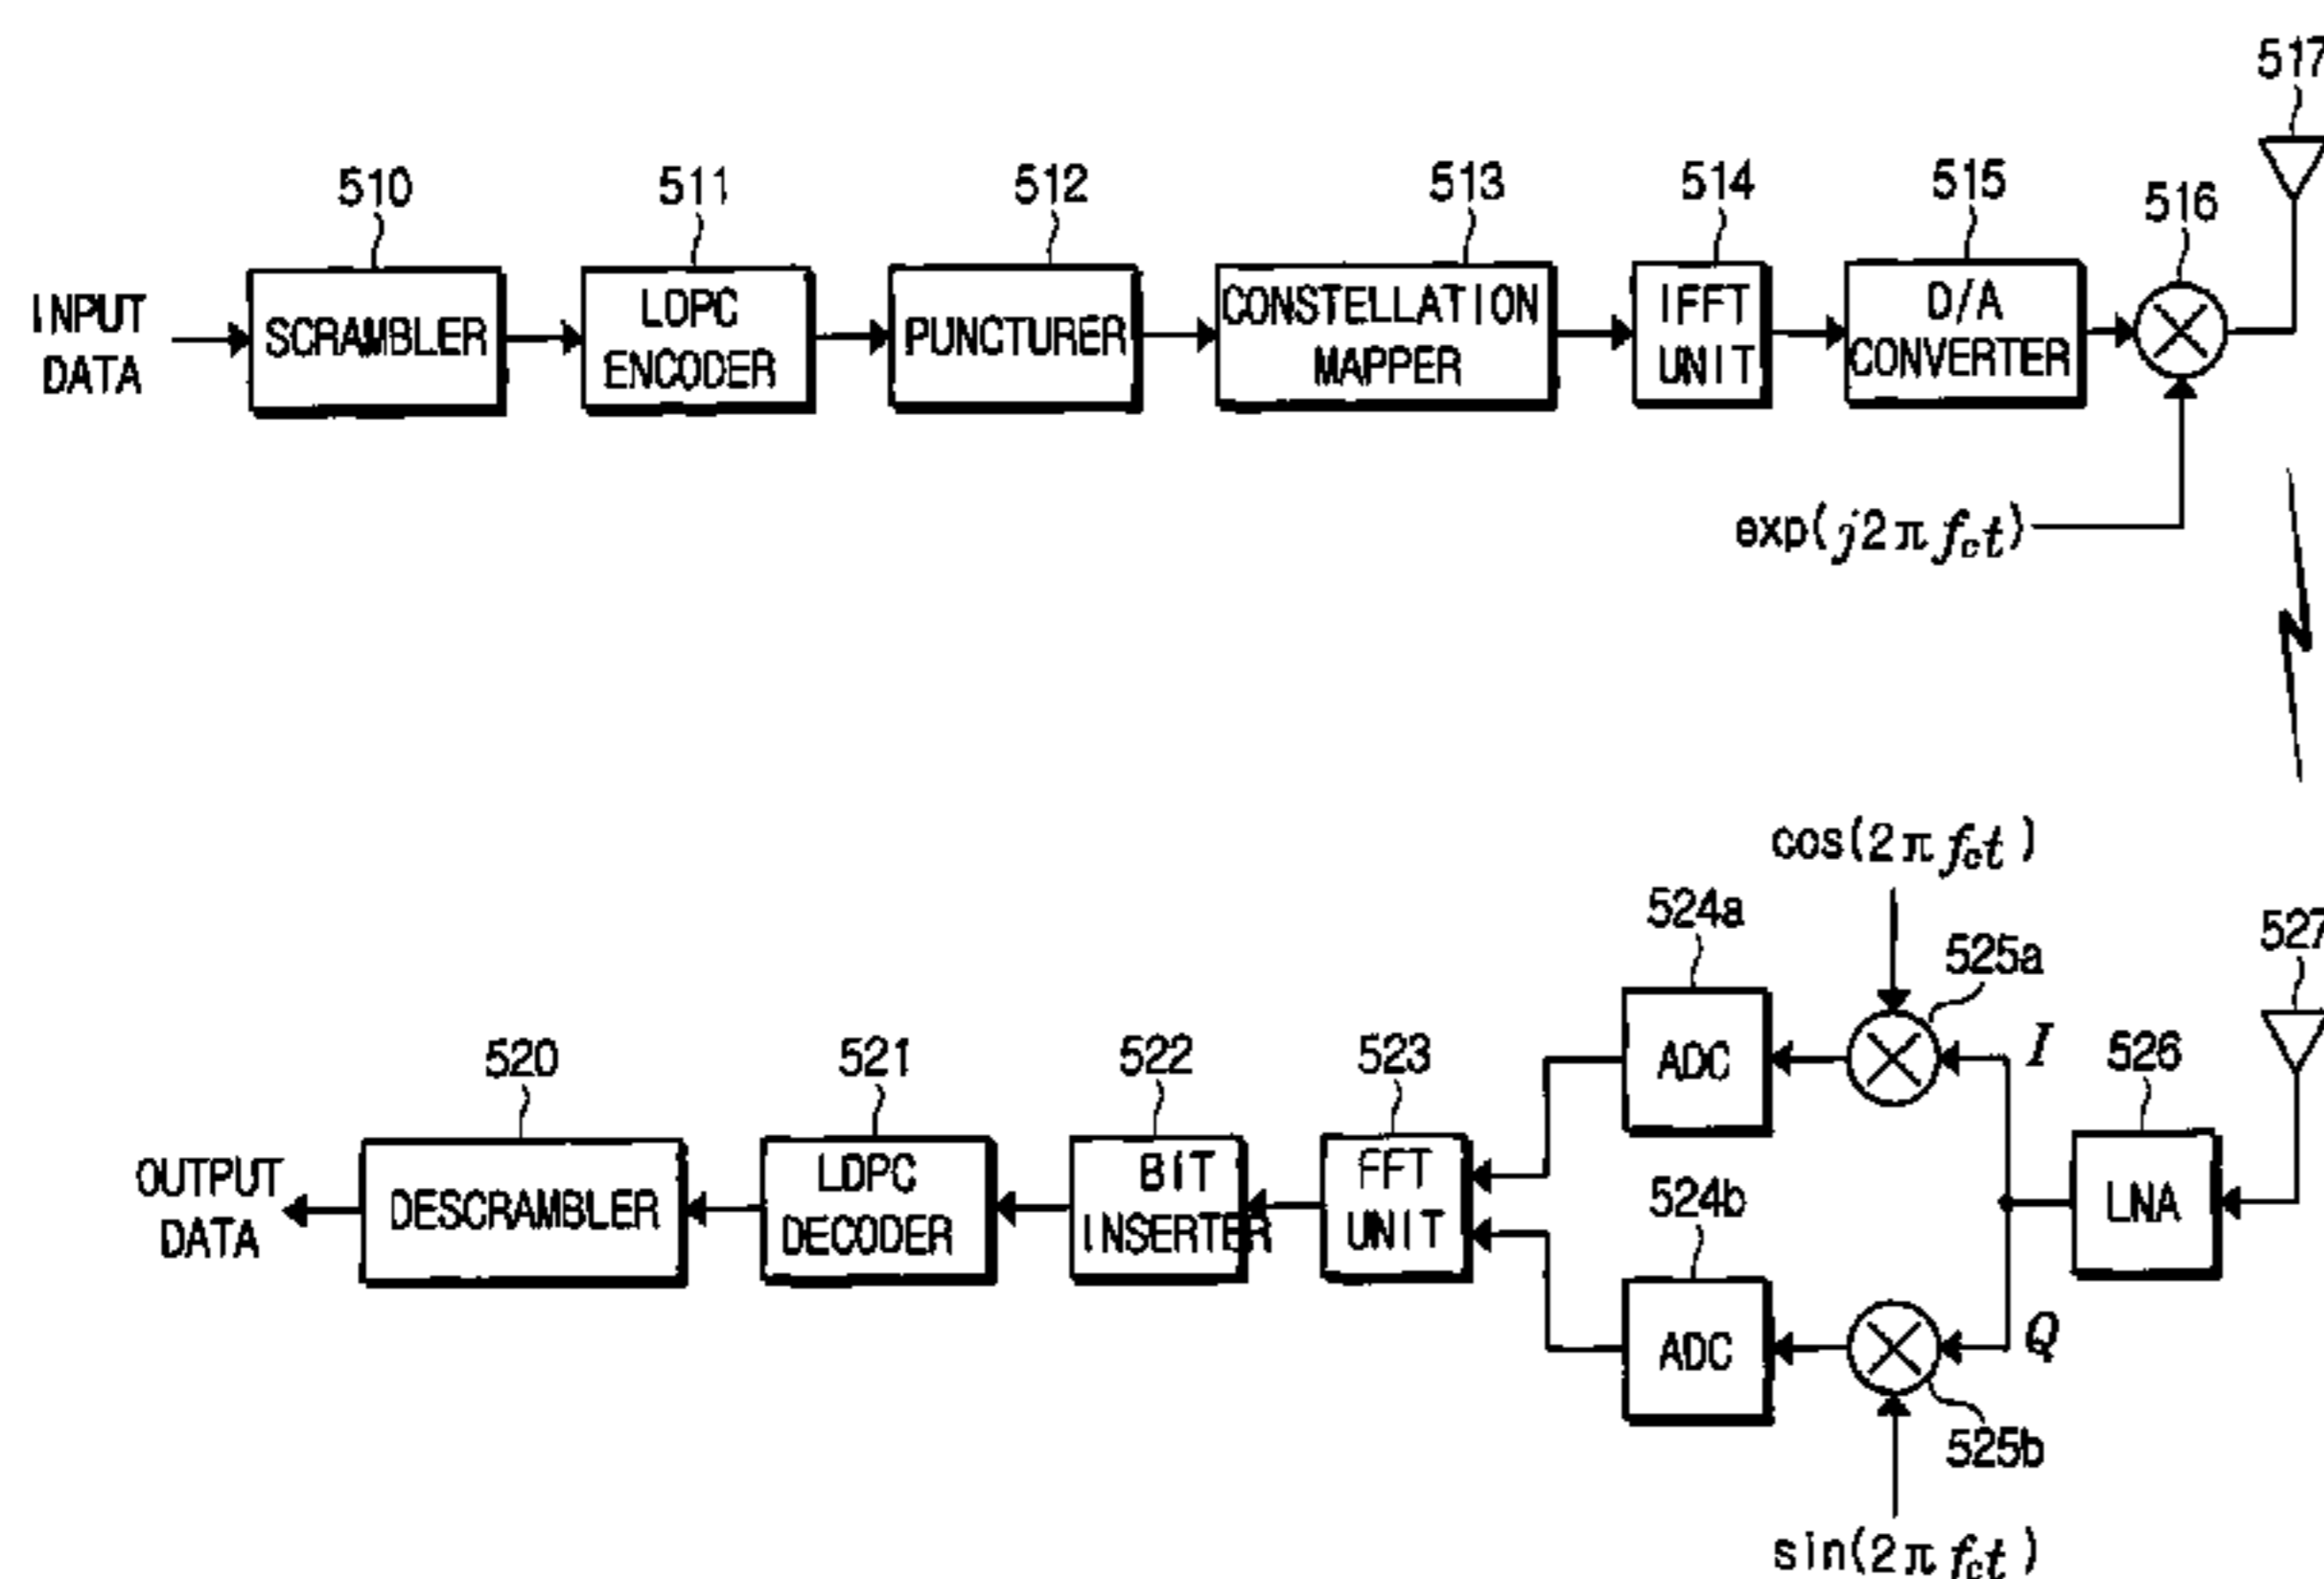 517
510
511
512
513
514
515
516
INPUT
DATA
SCRAMBLER
LDPC
ENCODER
PUNCTURER
CONSTELLATION
MAPPER
IFFT
UNIT
D/A
CONVERTER
exp(j2πfct)
cos(2πfct)
524a
525a
527
520
521
522
523
ADC
I
526
OUTPUT
DATA
DESCRAMBLER
LDPC
DECODER
BIT
INSERTER
FFT
UNIT
524b
LNA
ADC
Q
525b
sin(2πfct)